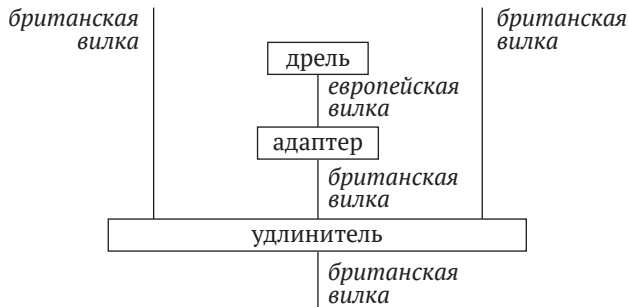 британская
вилка
британская
вилка
дрель
европейская
вилка
адаптер
британская
вилка
удлинитель
британская
вилка